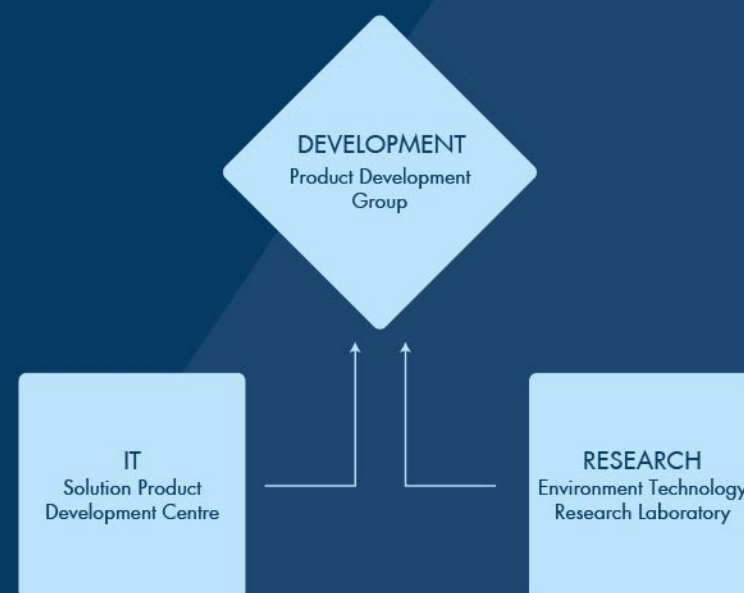 DEVELOPMENT
Product Development
Group
IT
Solution Product
Development Centre
RESEARCH
Environment Technology
Research Laboratory